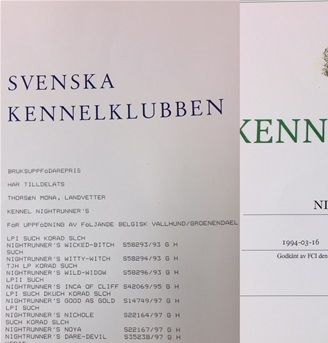 SVENSKA
KENNELKLUBBEN
BRUKSUPPFöDAREPRIS
HAR TILLDELATS
THORSéN MONA, LANDVETTER
KENNEL NIGHTRUNNER'S
FöR UPPFöDNING AV FöLJANDE BELGISK VALLHUND/GROENENDAEL
LPI SUCH KORAD SLCH
NIGHTRUNNER'S WICKED-BITCH S58293/93 G H
SUCH
NIGHTRUNNER'S WITTY-WITCH S58294/93 G H
TJH LP KORAD SUCH
NIGHTRUNNER'S WILD-WIDOW S58296/93 G H
LPII SUCH
NIGHTRUNNER'S INCA OF CLIFF S42069/95 G H
LPI SUCH DKUCH KORAD SLCH
NIGHTRUNNER'S GOOD AS GOLD S14749/97 G H
LPI SUCH
NIGHTRUNNER'S NICHOLE S22164/97 G H
SUCH KORAD SLCH
NIGHTRUNNER'S NOYA S22167/97 G H
NIGHTRUNNER'S DARE-DEVIL S35238/97 G H
KENN
NI
1994-03-16
Godkänt av FCI den